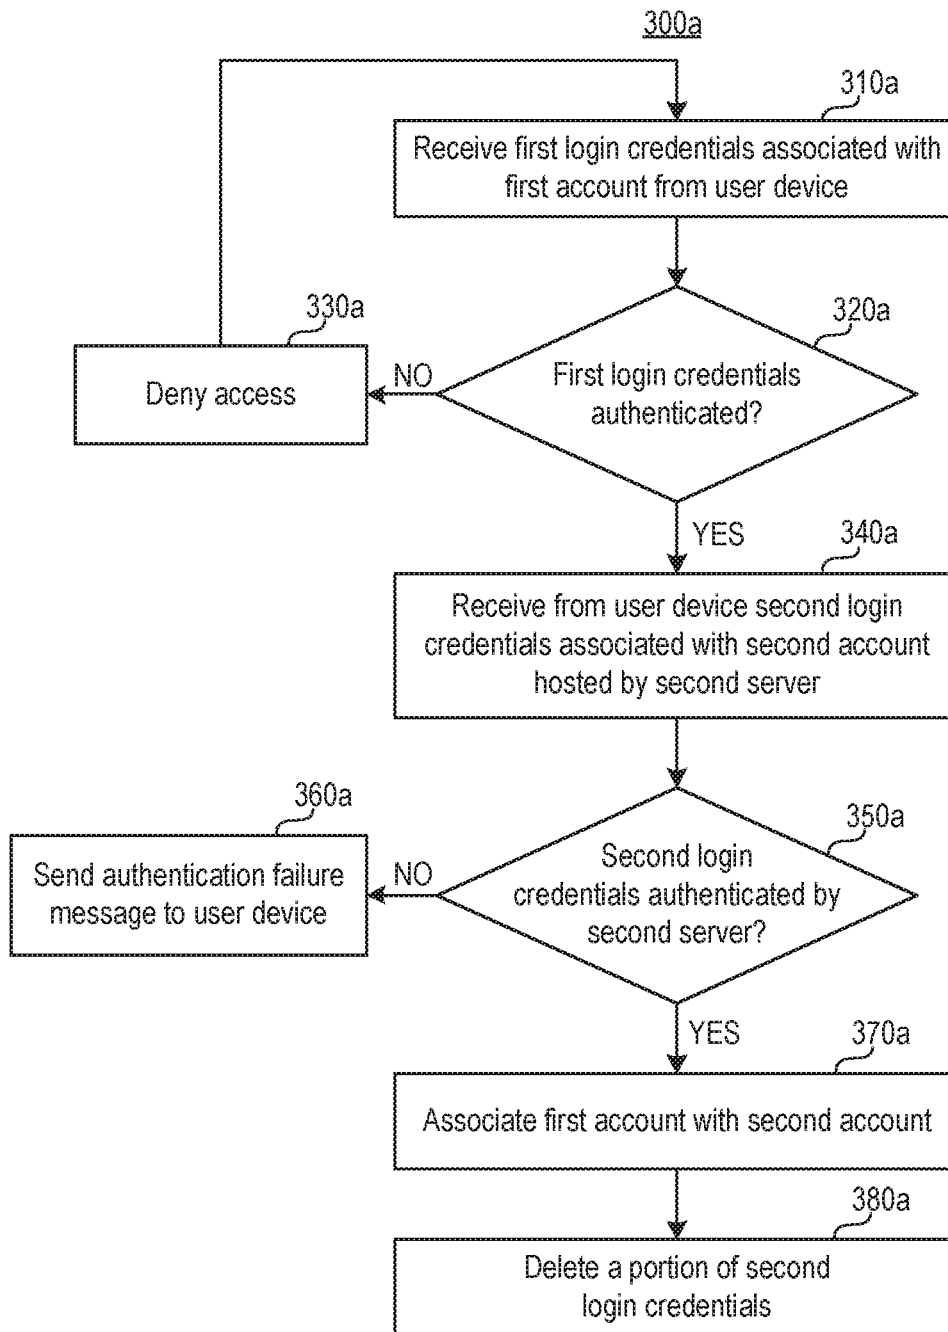 300a
310a
Receive first login credentials associated with
first account from user device
330a
320a
Deny access
NO
First login credentials
authenticated?
YES
340a
Receive from user device second login
credentials associated with second account
hosted by second server
360a
350a
Send authentication failure
message to user device
NO
Second login
credentials authenticated by
second server?
YES
370a
Associate first account with second account
380a
Delete a portion of second
login credentials